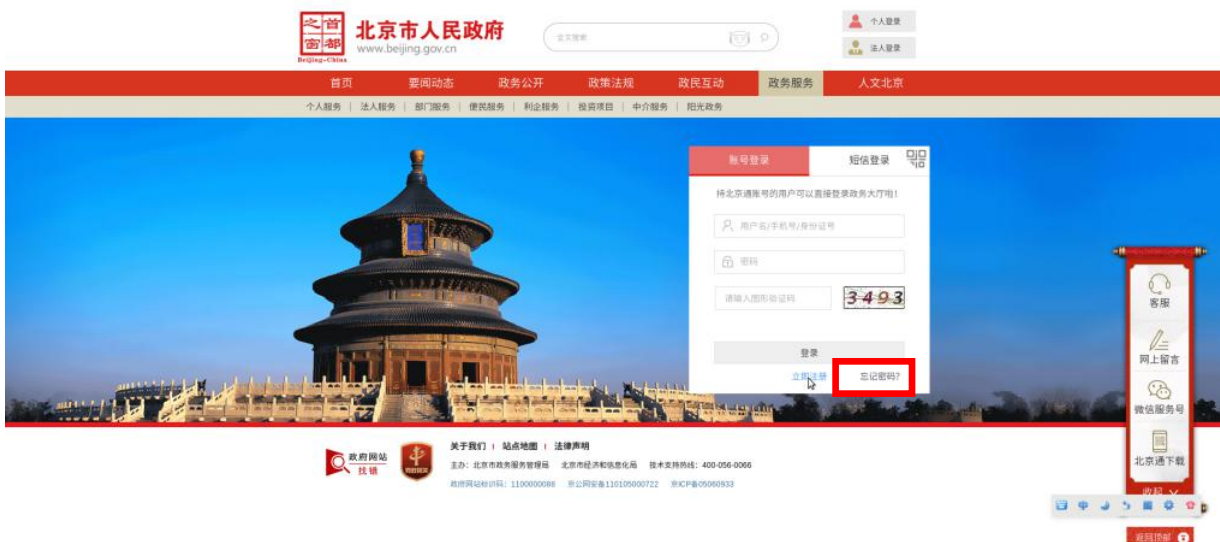 首都之窗
Beijing-China
北京市人民政府
www.beijing.gov.cn
全文搜索
个人登录
法人登录
首页 要闻动态 政务公开 政策法规 政民互动 政务服务 人文北京
个人服务 | 法人服务 | 部门服务 | 便民服务 | 利企服务 | 投资项目 | 中介服务 | 阳光政务
账号登录 短信登录
持北京通账号的用户可以直接登录政务大厅啦!
用户名/手机号/身份证号
密码
请输入图形验证码 3493
登录
立即注册 忘记密码?
客服
网上留言
微信服务号
北京通下载
收起
返回顶部
政府网站
找错
党政机关
关于我们 | 站点地图 | 法律声明
主办: 北京市政务服务管理局 北京市经济和信息化局 技术支持热线: 400-056-0066
政府网站标识码: 1100000088 京公网安备110105000722 京ICP备05060933
中